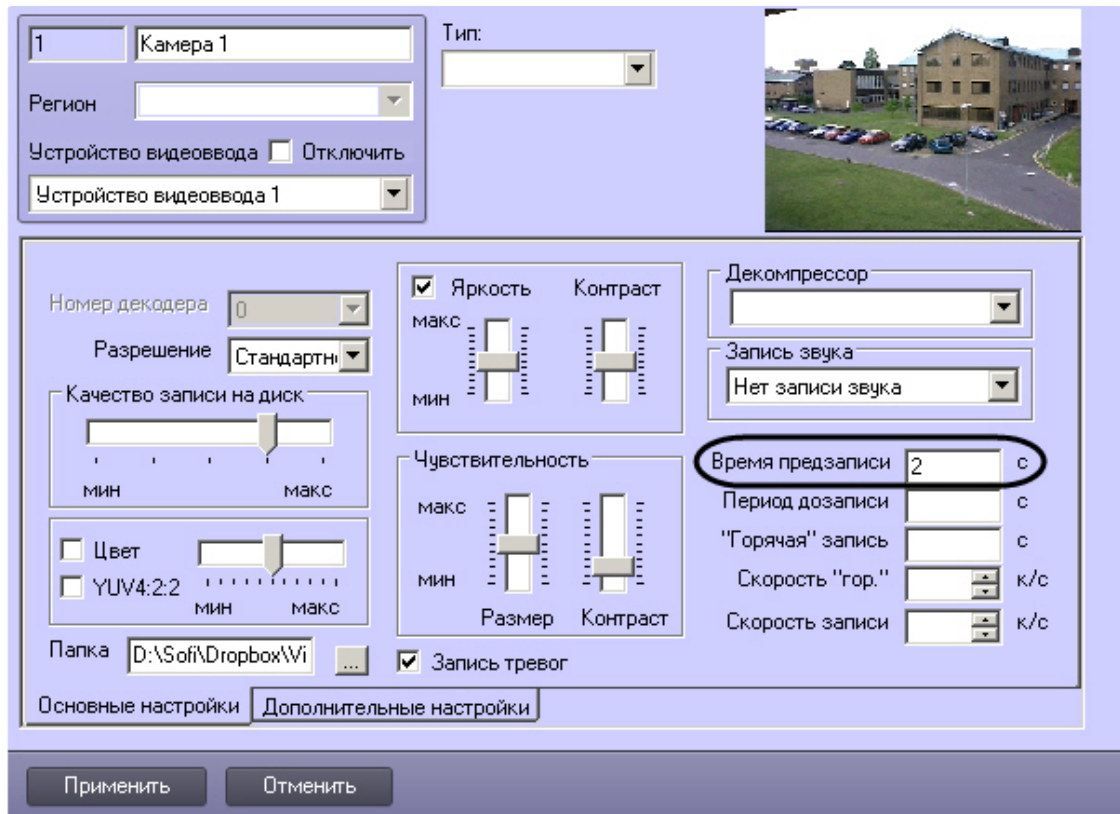 1 Камера 1
Тип:
Регион
Устройство видеоввода Отключить
Устройство видеоввода 1
Номер декодера 0
Разрешение Стандартн
Качество записи на диск
мин макс
Цвет
YUV4:2:2
мин макс
Папка D:\Sofi\Dropbox\Vi ...
Яркость Контраст
макс
мин
Чувствительность
макс
мин
Размер Контраст
Запись тревог
Декомпрессор
Запись звука
Нет записи звука
Время предзаписи 2 с
Период дозаписи с
"Горячая" запись с
Скорость "гор." к/с
Скорость записи к/с
Основные настройки Дополнительные настройки
Применить Отменить